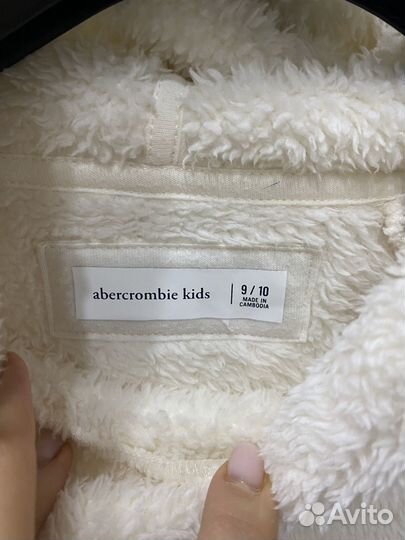 abercrombie kids
9 / 10
MADE IN
CAMBODIA
Avito